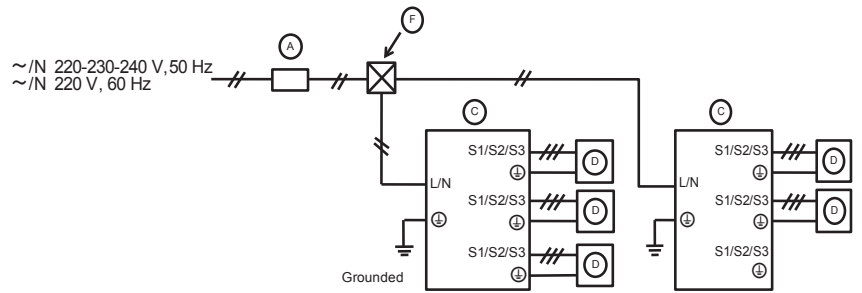 F
A
~/N 220-230-240 V,50 Hz
~/N 220 V, 60 Hz
C
C
S1/S2/S3
D
S1/S2/S3
D
L/N
L/N
S1/S2/S3
D
S1/S2/S3
D
S1/S2/S3
D
S1/S2/S3
Grounded